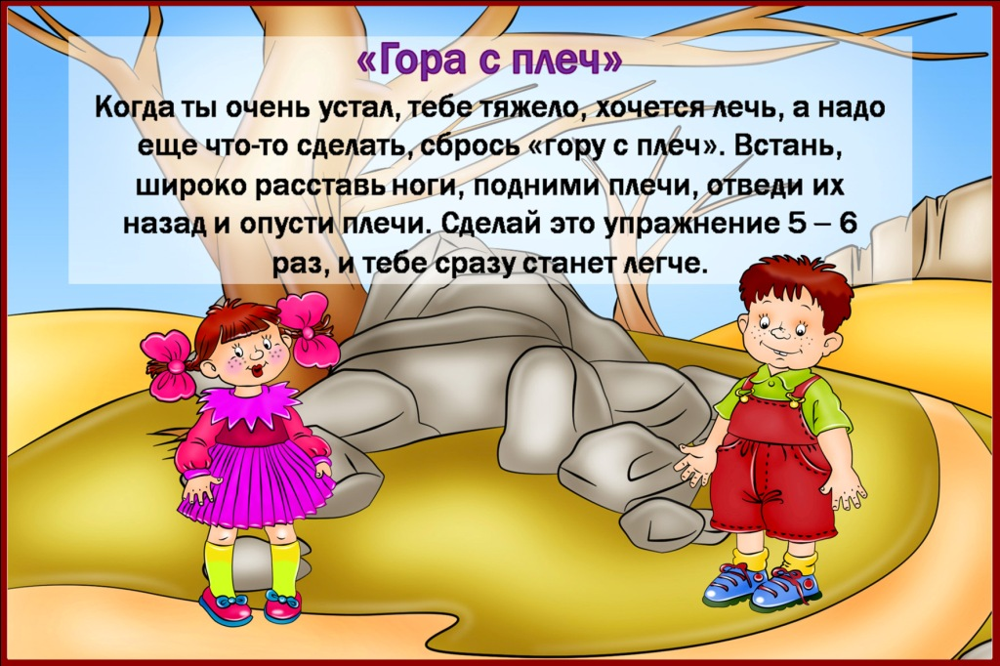 «Гора с плеч»
Когда ты очень устал, тебе тяжело, хочется лечь, а надо
еще что-то сделать, сбрось «гору с плеч». Встань,
широко расставь ноги, подними плечи, отведи их
назад и опусти плечи. Сделай это упражнение 5 – 6
раз, и тебе сразу станет легче.